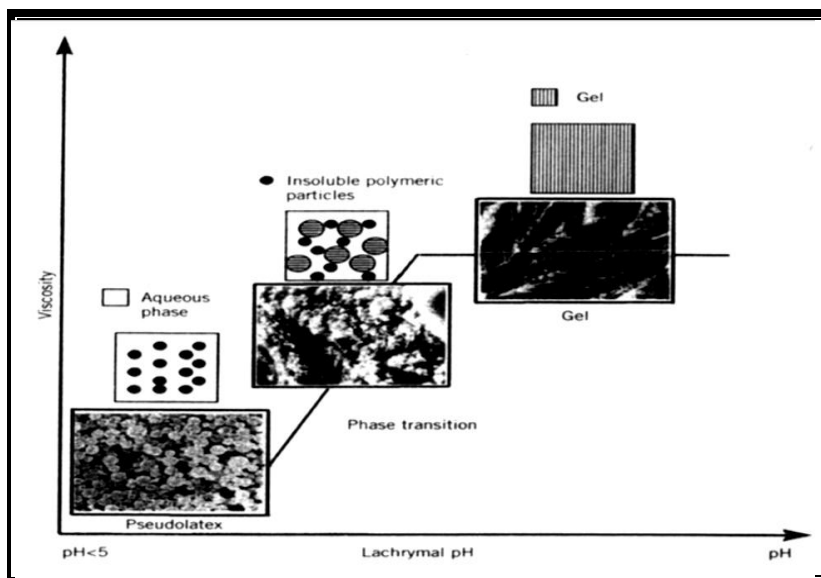 Gel
Insoluble polymeric
particles
Aqueous
phase
Viscosity
Gel
Phase transition
Pseudolatex
pH<5
Lachrymal pH
pH